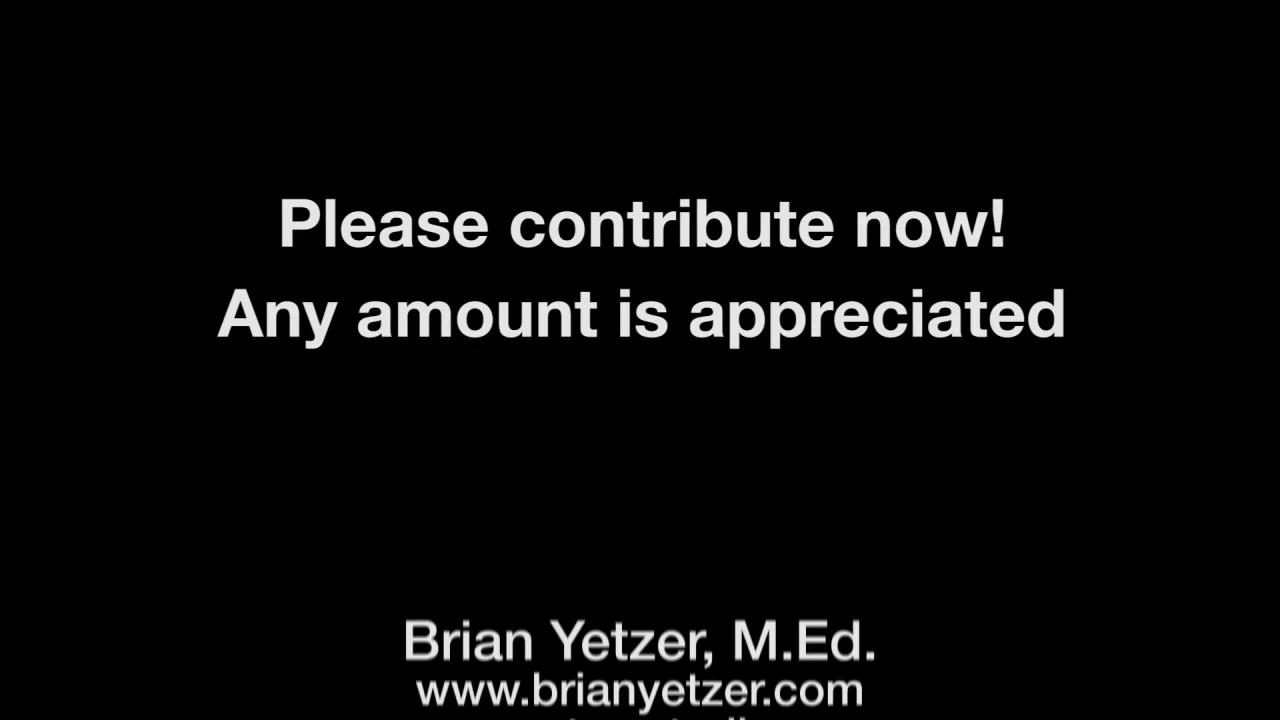 Please contribute now!
Any amount is appreciated
Brian Yetzer, M.Ed.
www.brianyetzer.com